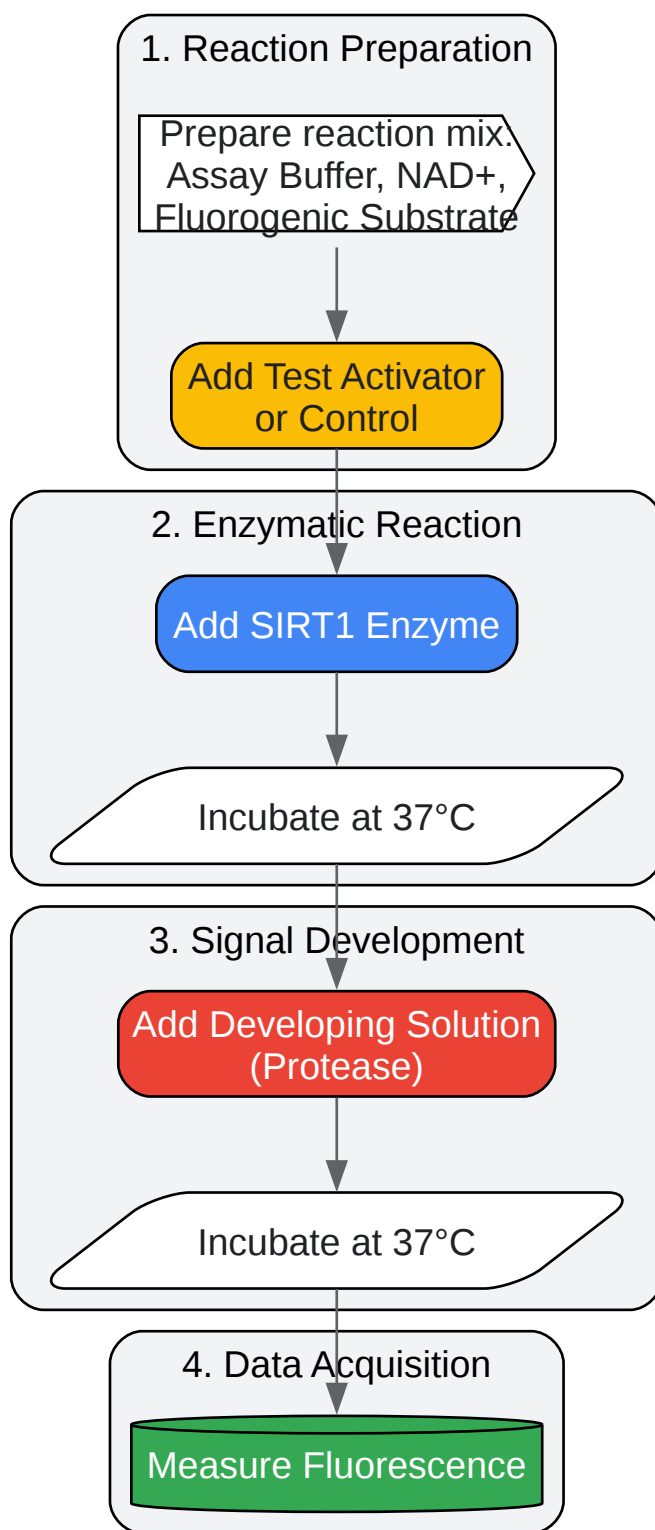 1. Reaction Preparation
Prepare reaction mix:
Assay Buffer, NAD+,
Fluorogenic Substrate
Add Test Activator
or Control
2. Enzymatic Reaction
Add SIRT1 Enzyme
Incubate at 37°C
3. Signal Development
Add Developing Solution
(Protease)
Incubate at 37°C
4. Data Acquisition
Measure Fluorescence